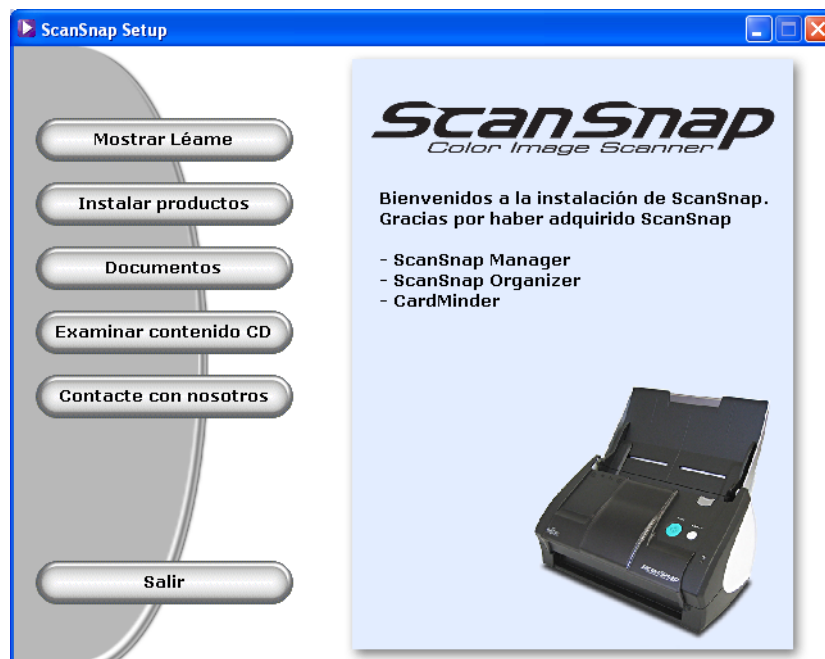 ScanSnap Setup
Mostrar Léame
Instalar productos
Documentos
Examinar contenido CD
Contacte con nosotros
Salir
ScanSnap
Color Image Scanner
Bienvenidos a la instalación de ScanSnap.
Gracias por haber adquirido ScanSnap
- ScanSnap Manager
- ScanSnap Organizer
- CardMinder
ScanSnap